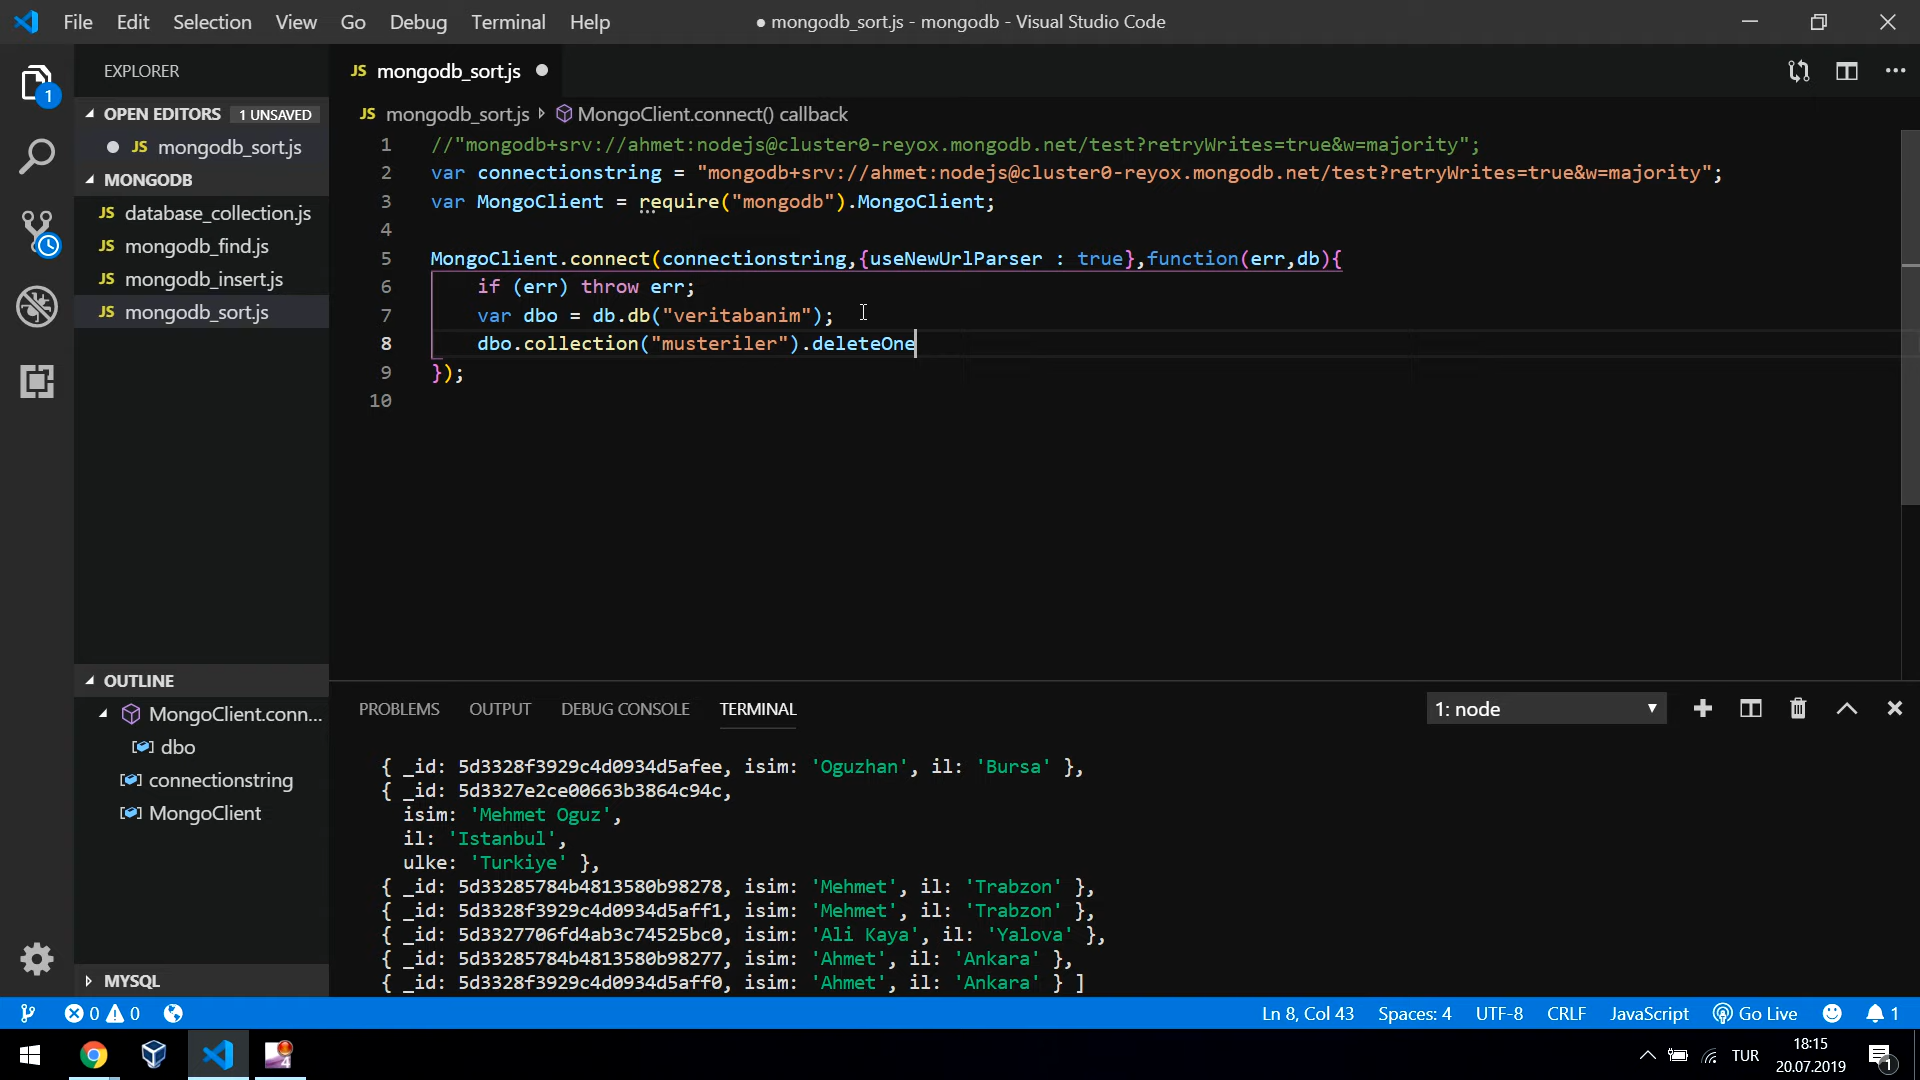 File Edit Selection View Go Debug Terminal Help
● mongodb_sort.js - mongodb - Visual Studio Code
EXPLORER
1
OPEN EDITORS 1 UNSAVED
JS mongodb_sort.js
MONGODB
JS database_collection.js
JS mongodb_find.js
JS mongodb_insert.js
JS mongodb_sort.js
OUTLINE
MongoClient.conn...
dbo
connectionstring
MongoClient
MYSQL
JS mongodb_sort.js
JS mongodb_sort.js MongoClient.connect() callback
1 //"mongodb+srv://ahmet:nodejs@cluster0-reyox.mongodb.net/test?retryWrites=true&w=majority";
2 var connectionstring = "mongodb+srv://ahmet:nodejs@cluster0-reyox.mongodb.net/test?retryWrites=true&w=majority";
3 var MongoClient = require("mongodb").MongoClient;
4
5 MongoClient.connect(connectionstring,{useNewUrlParser : true},function(err,db){
6 if (err) throw err;
7 var dbo = db.db("veritabanim");
8 dbo.collection("musteriler").deleteOne
9 });
10
PROBLEMS OUTPUT DEBUG CONSOLE TERMINAL
1: node
{ _id: 5d3328f3929c4d0934d5afee, isim: 'Oguzhan', il: 'Bursa' },
{ _id: 5d3327e2ce00663b3864c94c,
isim: 'Mehmet Oguz',
il: 'Istanbul',
ulke: 'Turkiye' },
{ _id: 5d33285784b4813580b98278, isim: 'Mehmet', il: 'Trabzon' },
{ _id: 5d3328f3929c4d0934d5aff1, isim: 'Mehmet', il: 'Trabzon' },
{ _id: 5d3327706fd4ab3c74525bc0, isim: 'Ali Kaya', il: 'Yalova' },
{ _id: 5d33285784b4813580b98277, isim: 'Ahmet', il: 'Ankara' },
{ _id: 5d3328f3929c4d0934d5aff0, isim: 'Ahmet', il: 'Ankara' } ]
0 0
Ln 8, Col 43 Spaces: 4 UTF-8 CRLF JavaScript Go Live 1
4
TUR
18:15
20.07.2019
1